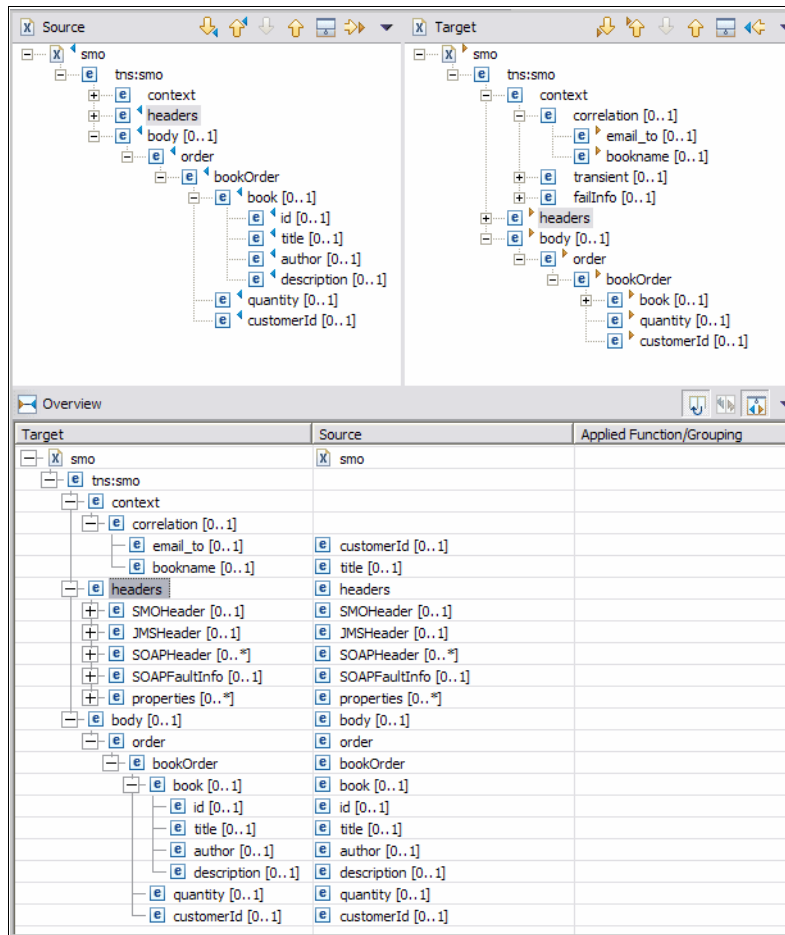 Source
smo
tns:smo
context
headers
body [0..1]
order
bookOrder
book [0..1]
id [0..1]
title [0..1]
author [0..1]
description [0..1]
quantity [0..1]
customerId [0..1]
Target
smo
tns:smo
context
correlation [0..1]
email_to [0..1]
bookname [0..1]
transient [0..1]
failInfo [0..1]
headers
body [0..1]
order
bookOrder
book [0..1]
quantity [0..1]
customerId [0..1]
Overview
Target Source Applied Function/Grouping
smo smo
tns:smo
context
correlation [0..1]
email_to [0..1] customerId [0..1]
bookname [0..1] title [0..1]
headers headers
SMOHeader [0..1] SMOHeader [0..1]
JMSHeader [0..1] JMSHeader [0..1]
SOAPHeader [0..*] SOAPHeader [0..*]
SOAPFaultInfo [0..1] SOAPFaultInfo [0..1]
properties [0..*] properties [0..*]
body [0..1] body [0..1]
order order
bookOrder bookOrder
book [0..1] book [0..1]
id [0..1] id [0..1]
title [0..1] title [0..1]
author [0..1] author [0..1]
description [0..1] description [0..1]
quantity [0..1] quantity [0..1]
customerId [0..1] customerId [0..1]